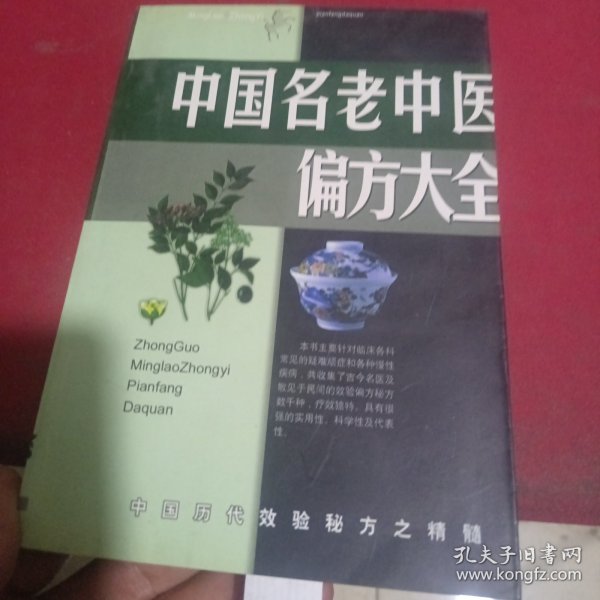 MingLao ZhongYi
pianfangdaquan
中国名老中医
偏方大全
ZhongGuo
MinglaoZhongyi
Pianfang
Daquan
本书主要针对临床各科
常见的疑难症症和各种慢性
疾病，共收集了古今名医及
散见于民间的效验偏方秘方
数千种，疗效独特。具有很
强的实用性、科学性及代表
性。
中国历代效验秘方之精髓
孔夫子旧书网
www.kongfz.com